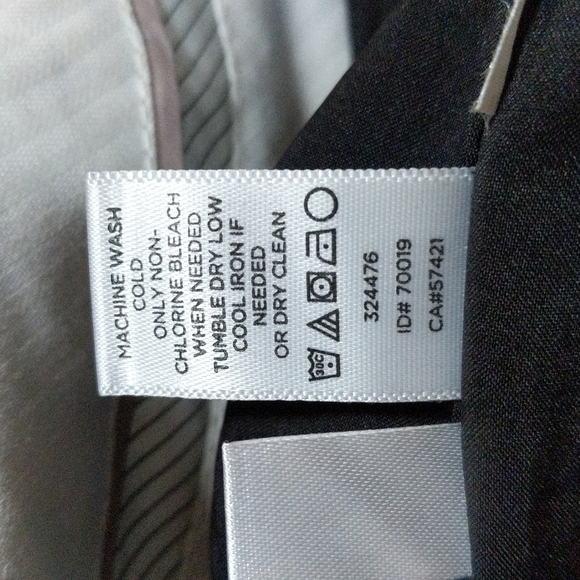 MACHINE WASH
COLD
ONLY NON-
CHLORINE BLEACH
WHEN NEEDED
TUMBLE DRY LOW
COOL IRON IF
NEEDED
OR DRY CLEAN
30C
324476
ID# 70019
CA#57421